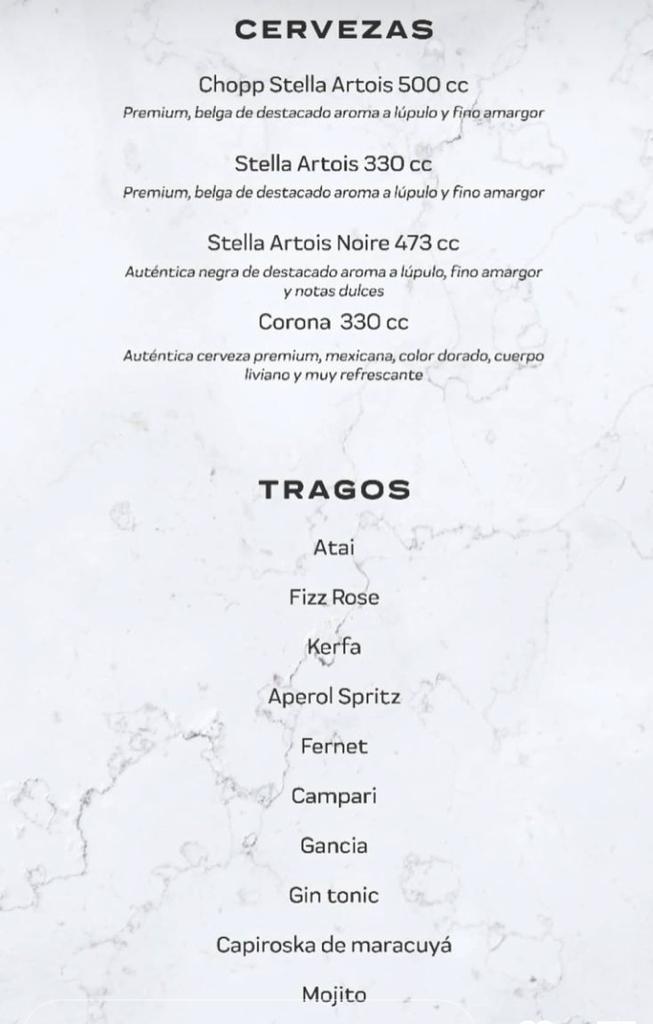 CERVEZAS
Chopp Stella Artois 500 cc
Premium, belga de destacado aroma a lúpulo y fino amargor
Stella Artois 330 cc
Premium, belga de destacado aroma a lúpulo y fino amargor
Stella Artois Noire 473 cc
Auténtica negra de destacado aroma a lúpulo, fino amargor
y notas dulces
Corona 330 cc
Auténtica cerveza premium, mexicana, color dorado, cuerpo
liviano y muy refrescante
TRAGOS
Atai
Fizz Rose
Kerfa
Aperol Spritz
Fernet
Campari
Gancia
Gin tonic
Capiroska de maracuyá
Mojito